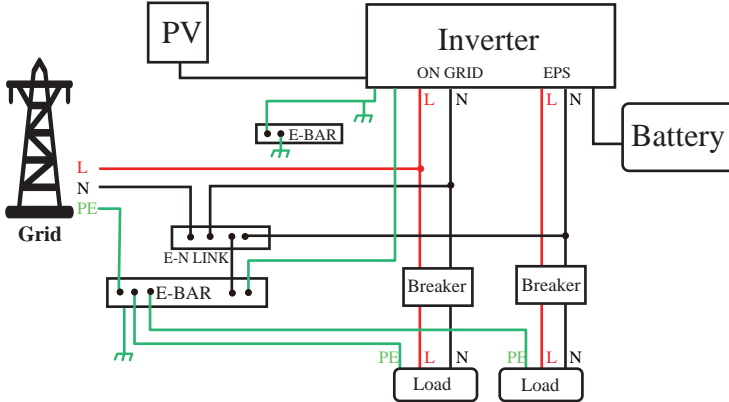 PV
Inverter
ON GRID
EPS
L
N
L
N
E-BAR
Battery
L
N
PE
Grid
E-N LINK
E-BAR
Breaker
Breaker
PE
L
N
PE
L
N
Load
Load